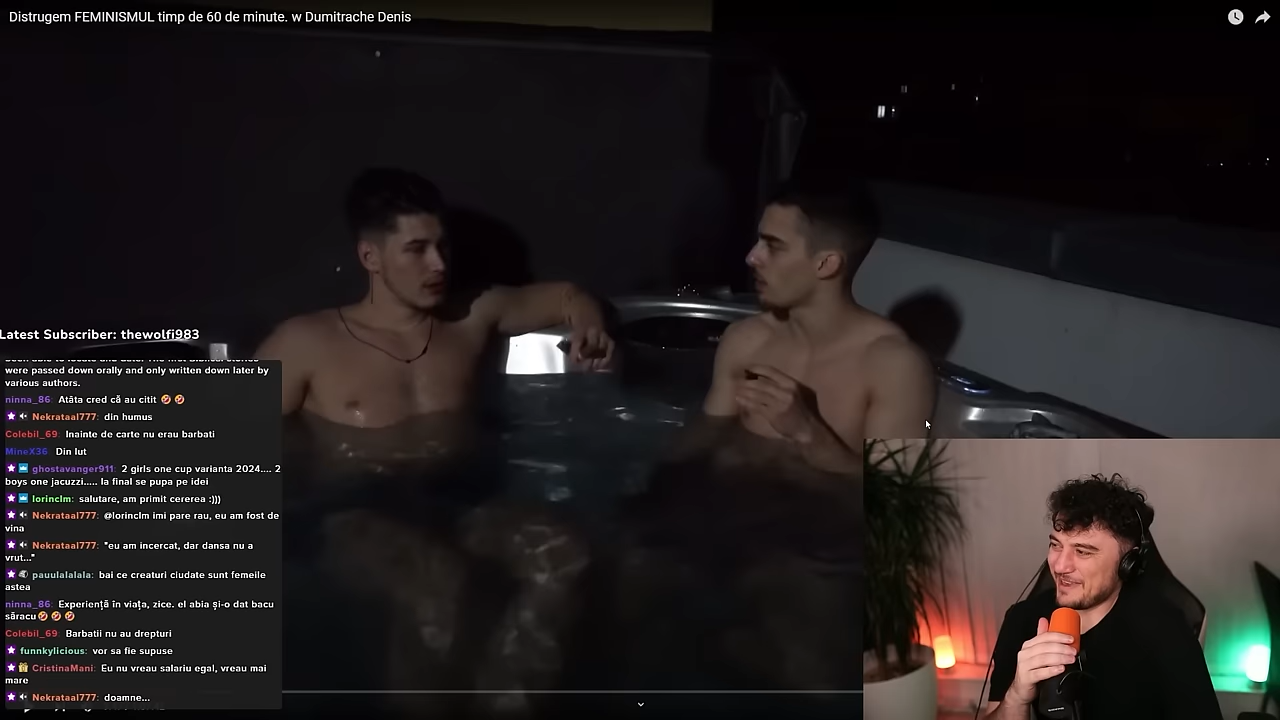 Distrugem FEMINISMUL timp de 60 de minute. w Dumitrache Denis
Latest Subscriber: thewolfi983
were passed down orally and only written down later by
various authors.
ninna_86: Atâta cred că au citit 🤣 🤣
Nekrataal777: din humus
Colebil_69: Inainte de carte nu erau barbati
MineX36: Din lut
ghostavanger911: 2 girls one cup varianta 2024.... 2
boys one jacuzzi..... la final se pupa pe idei
lorinclm: salutare, am primit cererea :)))
Nekrataal777: @lorinclm imi pare rau, eu am fost de
vina
Nekrataal777: "eu am incercat, dar dansa nu a
vrut..."
pauulalalala: bai ce creaturi ciudate sunt femeile
astea
ninna_86: Experiență în viața, zice. el abia și-o dat bacu
săracu🤣 🤣 🤣
Colebil_69: Barbatii nu au drepturi
funnkylicious: vor sa fie supuse
CristinaMani: Eu nu vreau salariu egal, vreau mai
mare
Nekrataal777: doamne...